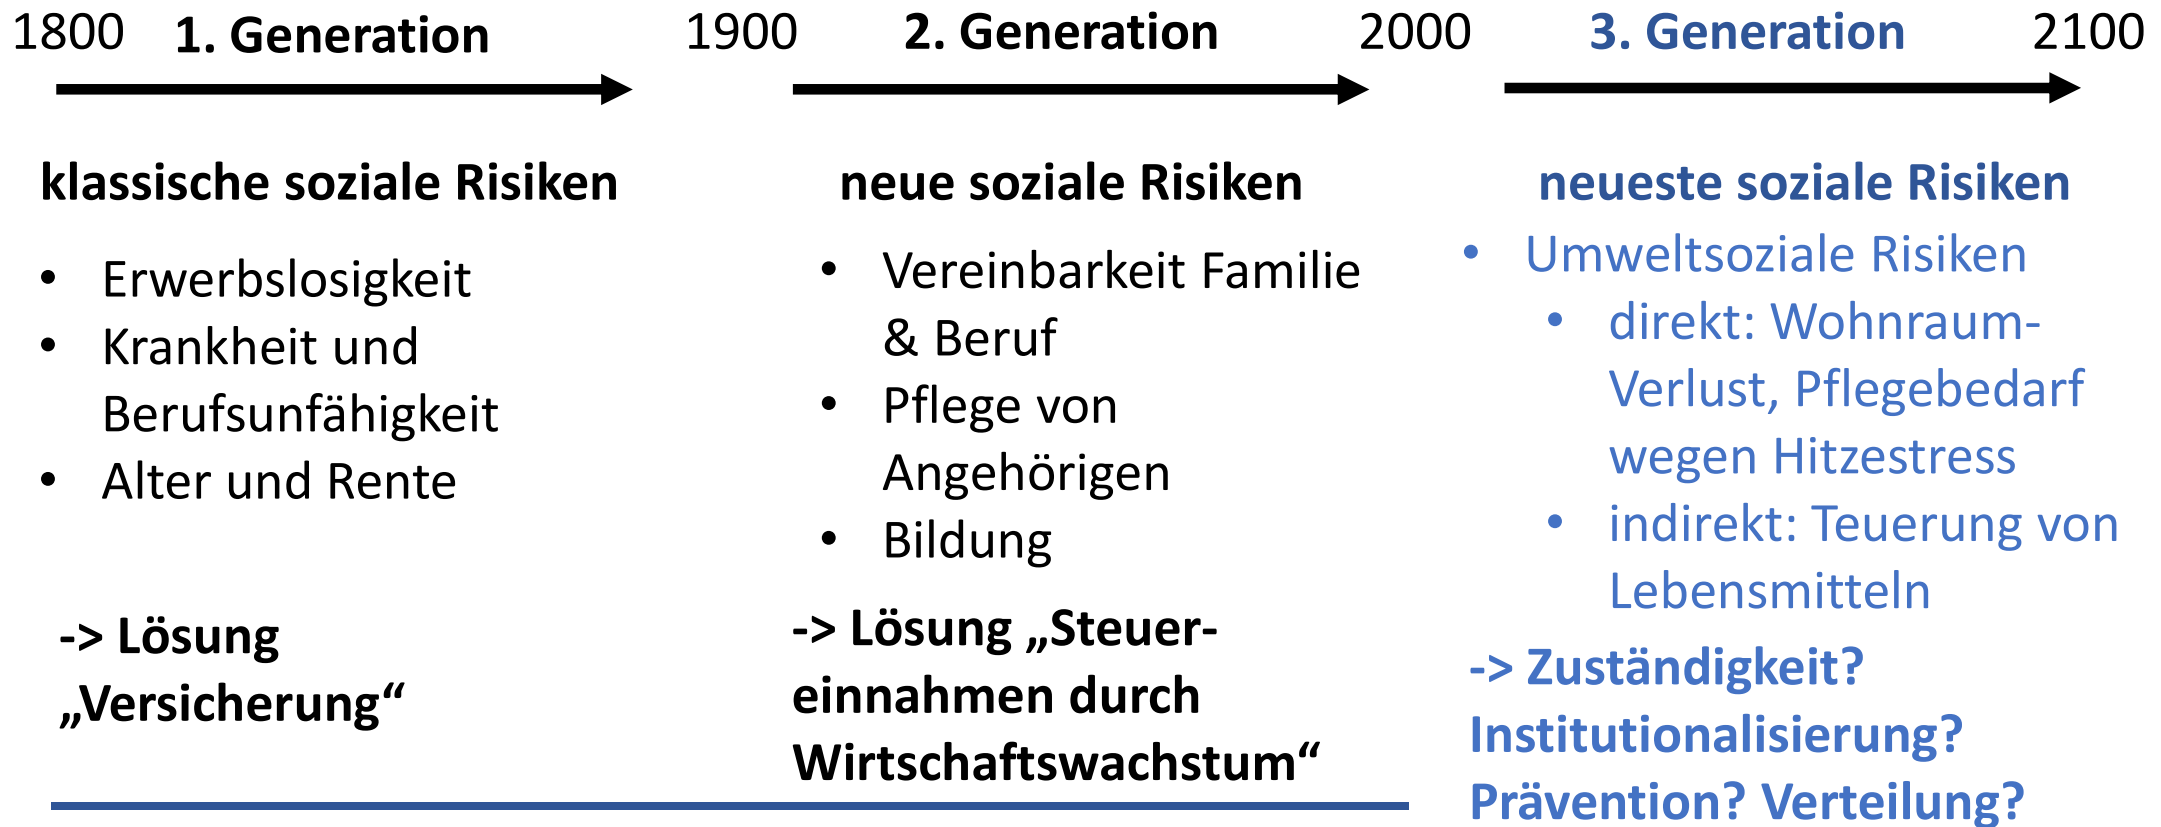 1800 1. Generation 1900 2. Generation 2000 3. Generation 2100
klassische soziale Risiken
• Erwerbslosigkeit
• Krankheit und
Berufsunfähigkeit
• Alter und Rente
-> Lösung
„Versicherung“
neue soziale Risiken
• Vereinbarkeit Familie
& Beruf
• Pflege von
Angehörigen
• Bildung
-> Lösung „Steuer-
einnahmen durch
Wirtschaftswachstum“
neueste soziale Risiken
• Umweltsoziale Risiken
• direkt: Wohnraum-
Verlust, Pflegebedarf
wegen Hitzestress
• indirekt: Teuerung von
Lebensmitteln
-> Zuständigkeit?
Institutionalisierung?
Prävention? Verteilung?